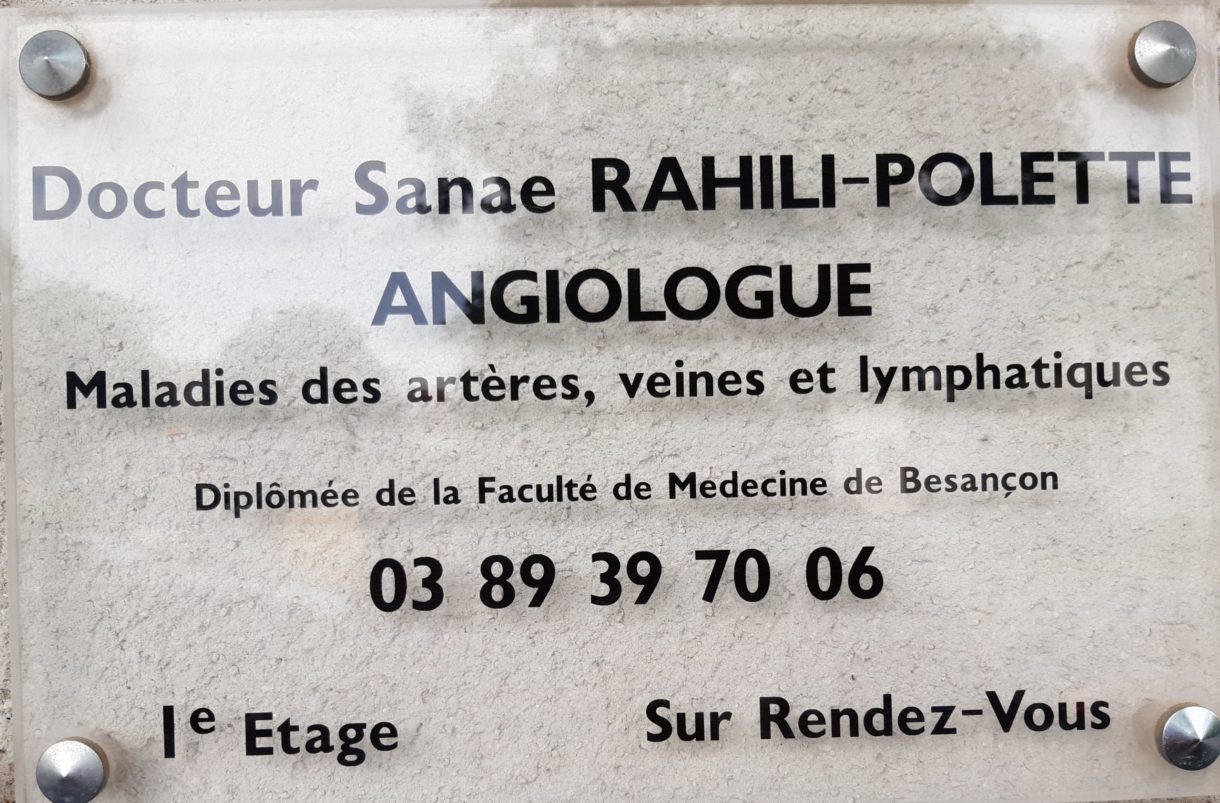 Docteur Sanae RAHILI-POLETTE
ANGIOLOGUE
Maladies des artères, veines et lymphatiques
Diplômée de la Faculté de Medecine de Besançon
03 89 39 70 06
1e Etage Sur Rendez-Vous